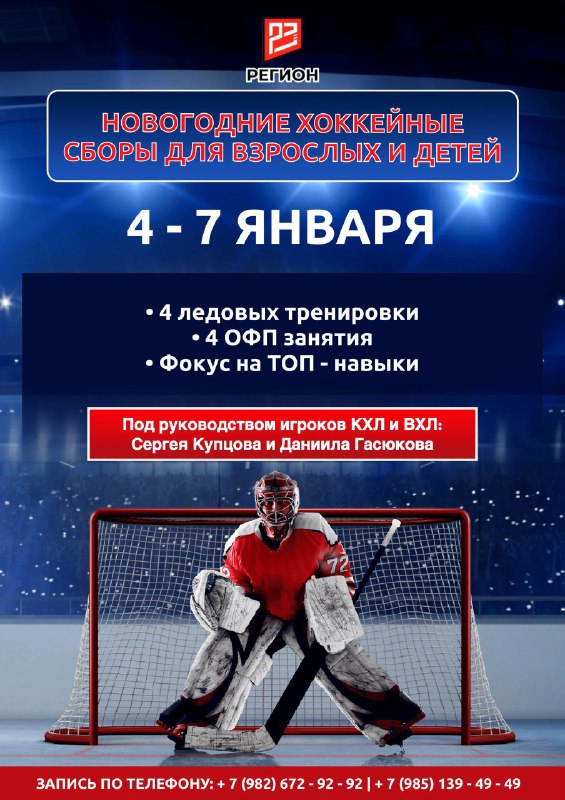 РЕГИОН
НОВОГОДНИЕ ХОККЕЙНЫЕ
СБОРЫ ДЛЯ ВЗРОСЛЫХ И ДЕТЕЙ
4 - 7 ЯНВАРЯ
• 4 ледовых тренировки
• 4 ОФП занятия
• Фокус на ТОП - навыки
Под руководством игроков КХЛ и ВХЛ:
Сергея Купцова и Даниила Гасюкова
72
ЗАПИСЬ ПО ТЕЛЕФОНУ: + 7 (982) 672 - 92 - 92 | + 7 (985) 139 - 49 - 49